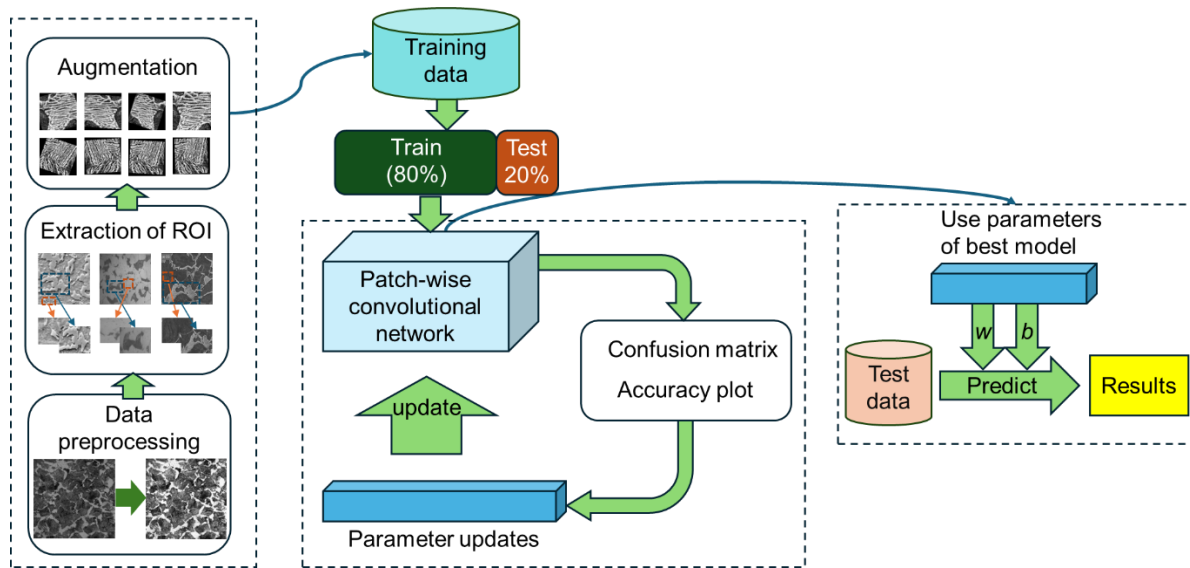 Augmentation
Extraction of ROI
Data
preprocessing
Training
data
Train
(80%)
Test
20%
Patch-wise
convolutional
network
Confusion matrix
Accuracy plot
update
Parameter updates
Use parameters
of best model
w
b
Test
data
Predict
Results